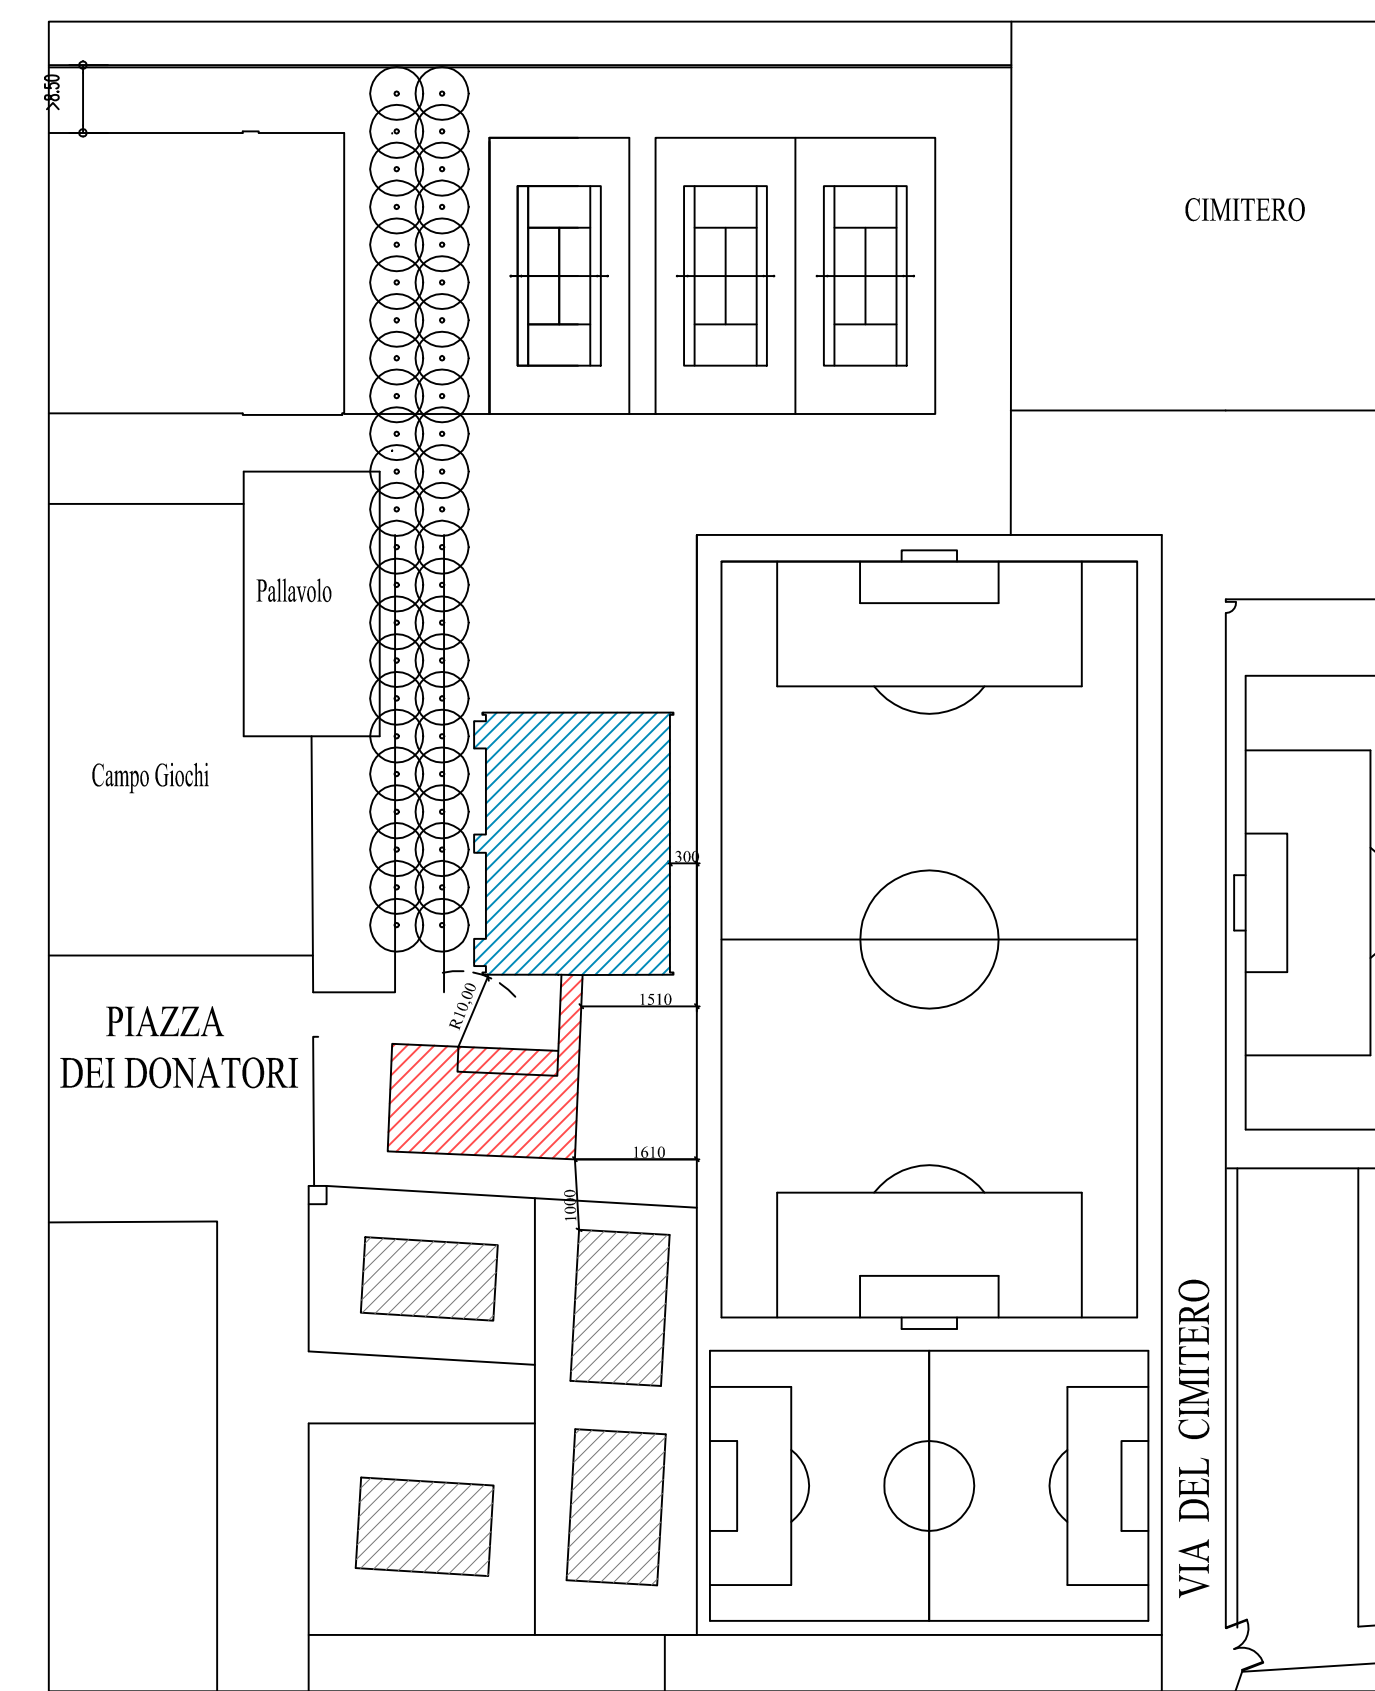 >8.50
CIMITERO
Pallavolo
Campo Giochi
300
R10,00
1510
PIAZZA
DEI DONATORI
1610
1000
VIA DEL CIMITERO